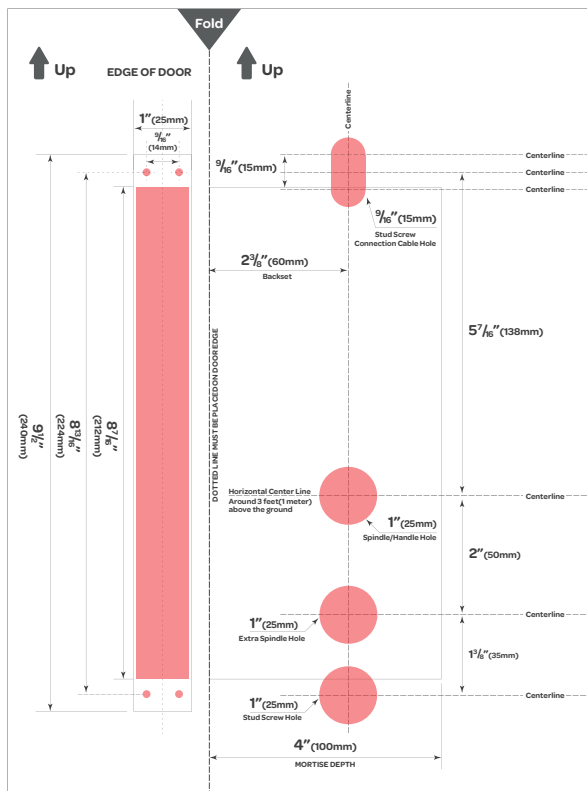 Fold
Up
EDGE OF DOOR
Up
1”(25mm)
9/16”
(14mm)
Centerline
9/16”(15mm)
Centerline
Centerline
Centerline
9/16”(15mm)
Stud Screw
Connection Cable Hole
2 3/8”(60mm)
Backset
5 7/16”(138mm)
DOTTED LINE MUST BE PLACED ON DOOR EDGE
9 1/2”
(240mm)
8 13/16”
(224mm)
8 7/16”
(212mm)
Horizontal Center Line
Around 3 feet(1 meter)
above the ground
Centerline
1”(25mm)
Spindle/Handle Hole
2”(50mm)
1”(25mm)
Extra Spindle Hole
Centerline
1 3/8”(35mm)
1”(25mm)
Stud Screw Hole
Centerline
4”(100mm)
MORTISE DEPTH